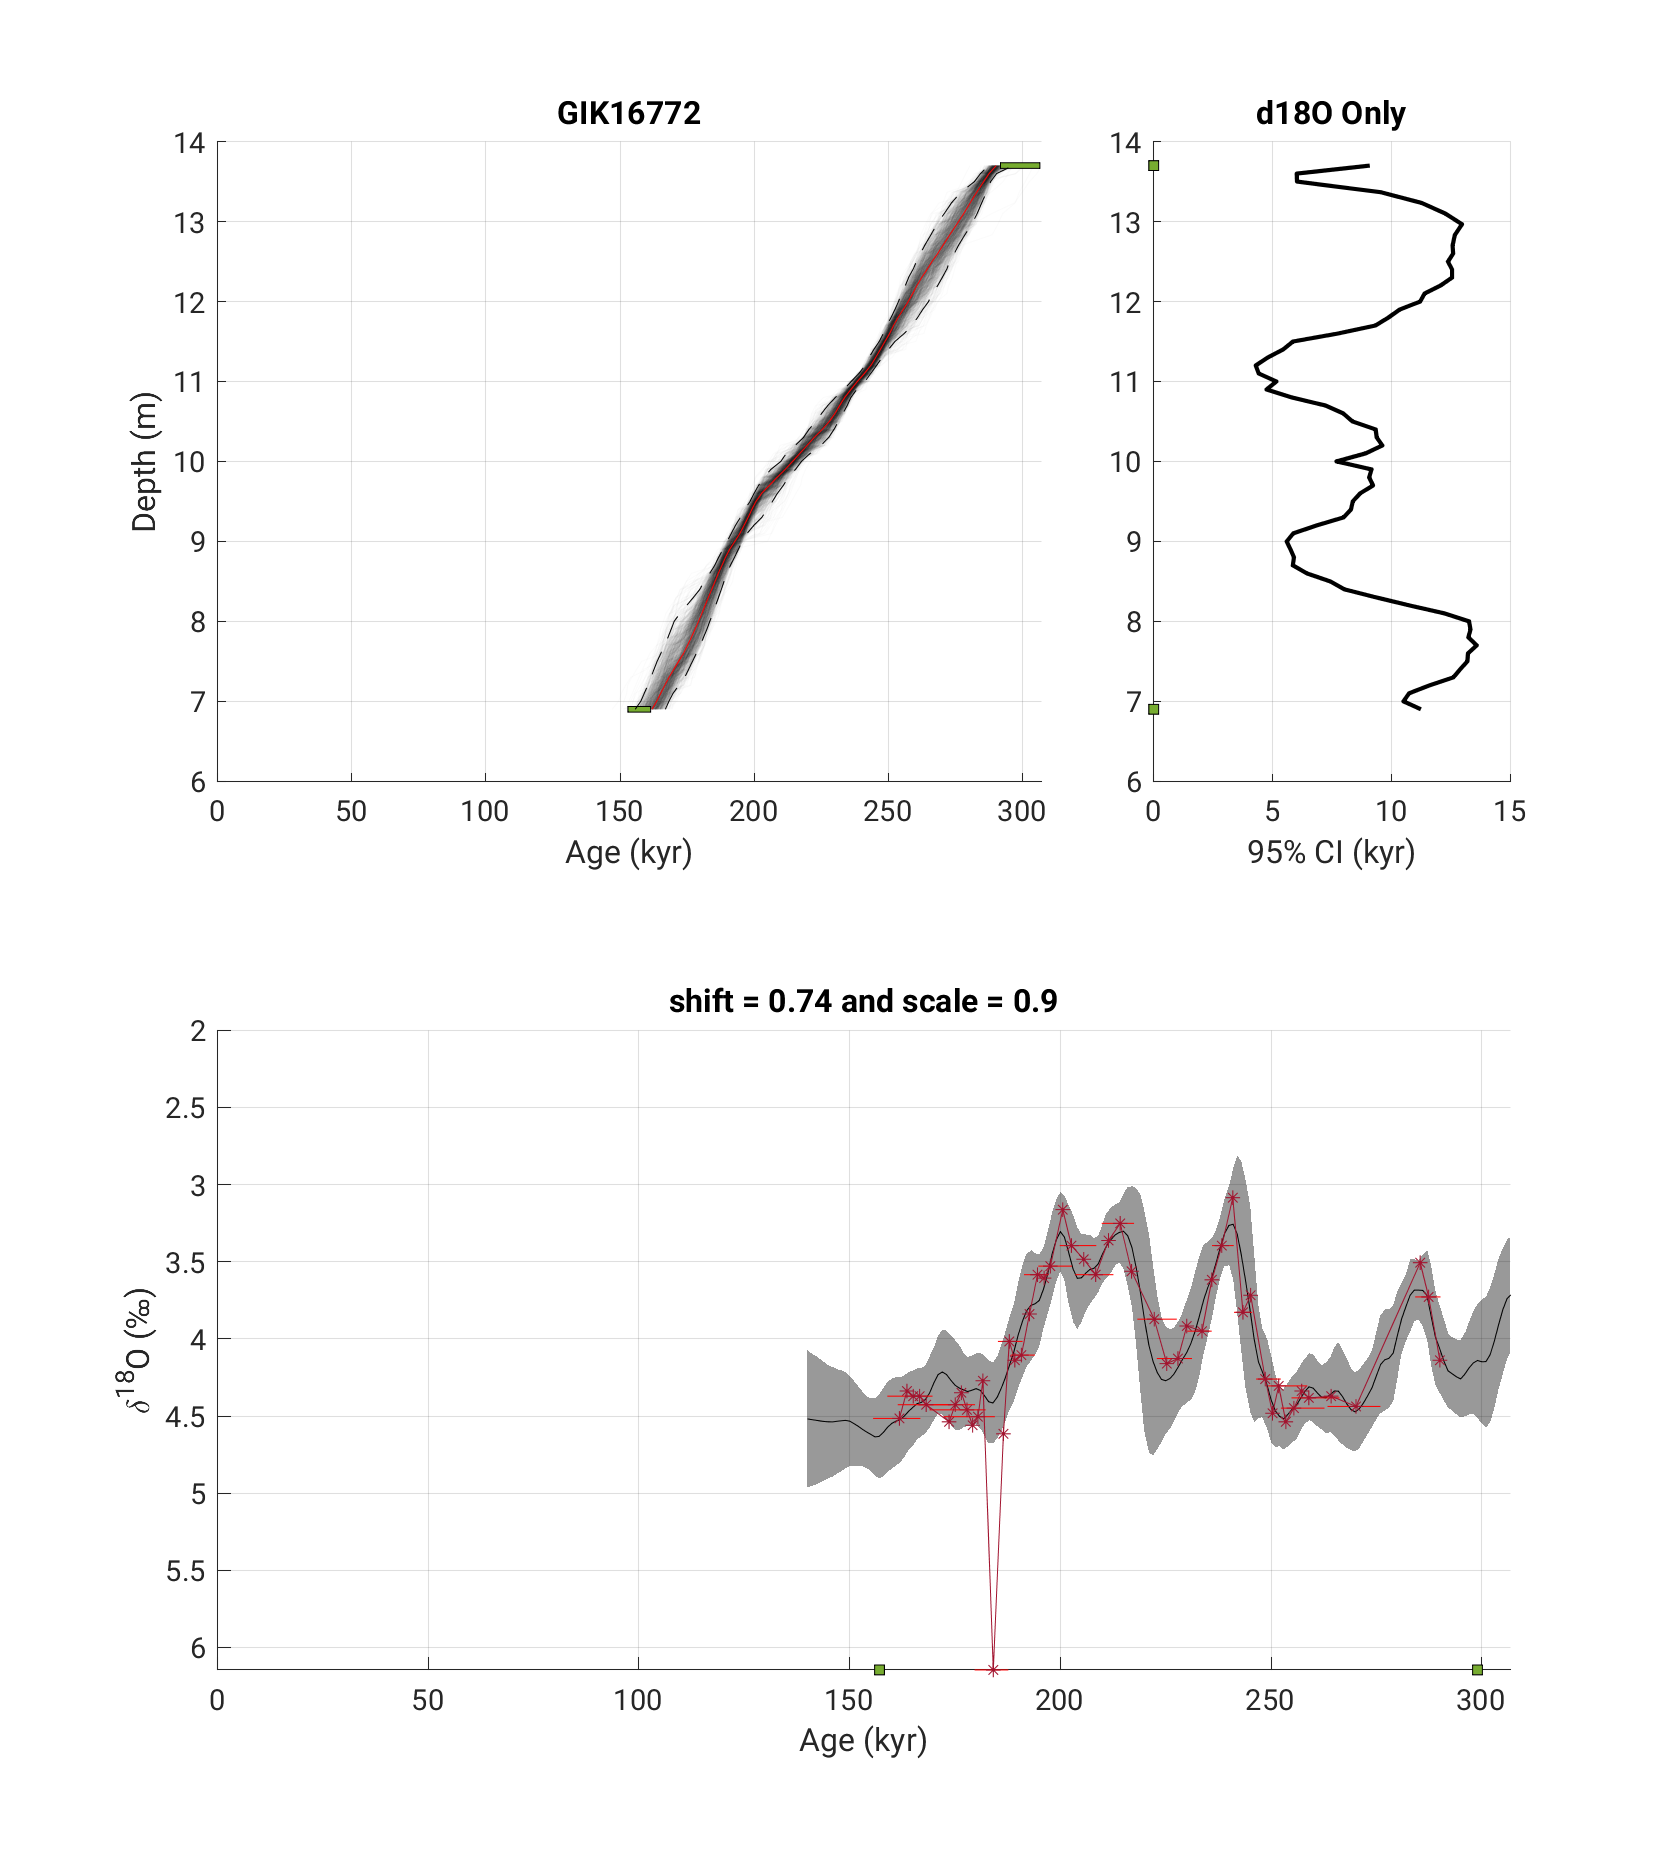 GIK16772
14
13
12
11
10
9
8
7
6
0 50 100 150 200 250 300
Depth (m)
Age (kyr)
d18O Only
14
13
12
11
10
9
8
7
6
0 5 10 15
95% CI (kyr)
shift = 0.74 and scale = 0.9
2
2.5
3
3.5
4
4.5
5
5.5
6
0 50 100 150 200 250 300
δ¹⁸O (‰)
Age (kyr)